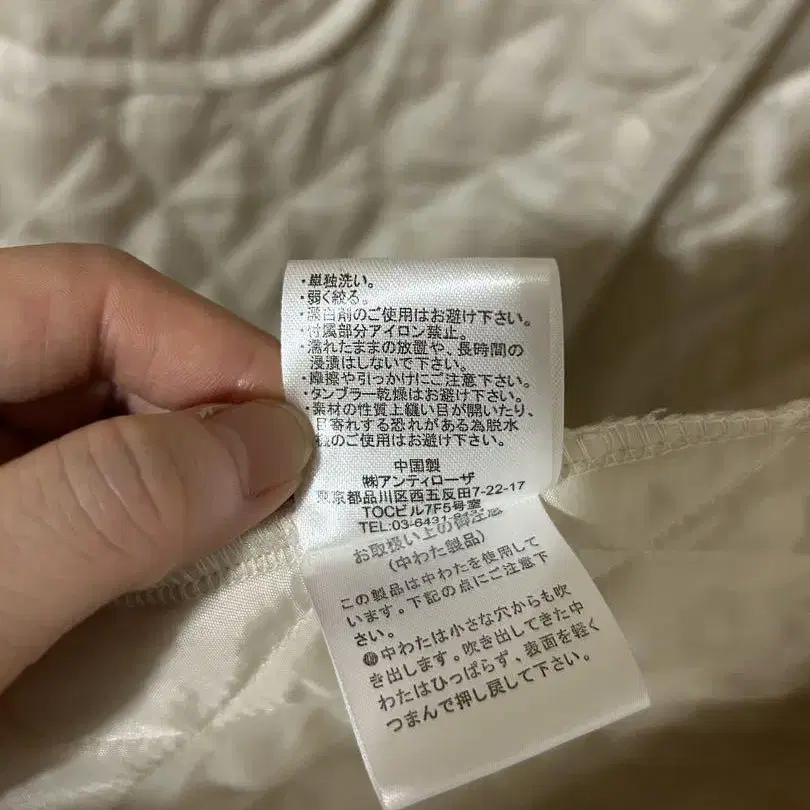 ・単独洗い。
・弱く絞る。
・漂白剤のご使用はお避け下さい。
・付属部分アイロン禁止。
・濡れたままの放置や、長時間の
浸漬はしないで下さい。
・摩擦や引っかけにご注意下さい。
・タンブラー乾燥はお避け下さい。
・素材の性質上縫い目が開いたり、
目寄れする恐れがある為脱水
機のご使用はお避け下さい。
中国製
㈱アンティローザ
東京都品川区西五反田7-22-17
TOCビル7F5号室
TEL:03-6431-
お取扱い上の御注意
(中わた製品)
この製品は中わたを使用して
います。下記の点にご注意下
さい。
●中わたは小さな穴からも吹
き出します。吹き出してきた中
わたはひっぱらず、表面を軽く
つまんで押し戻して下さい。